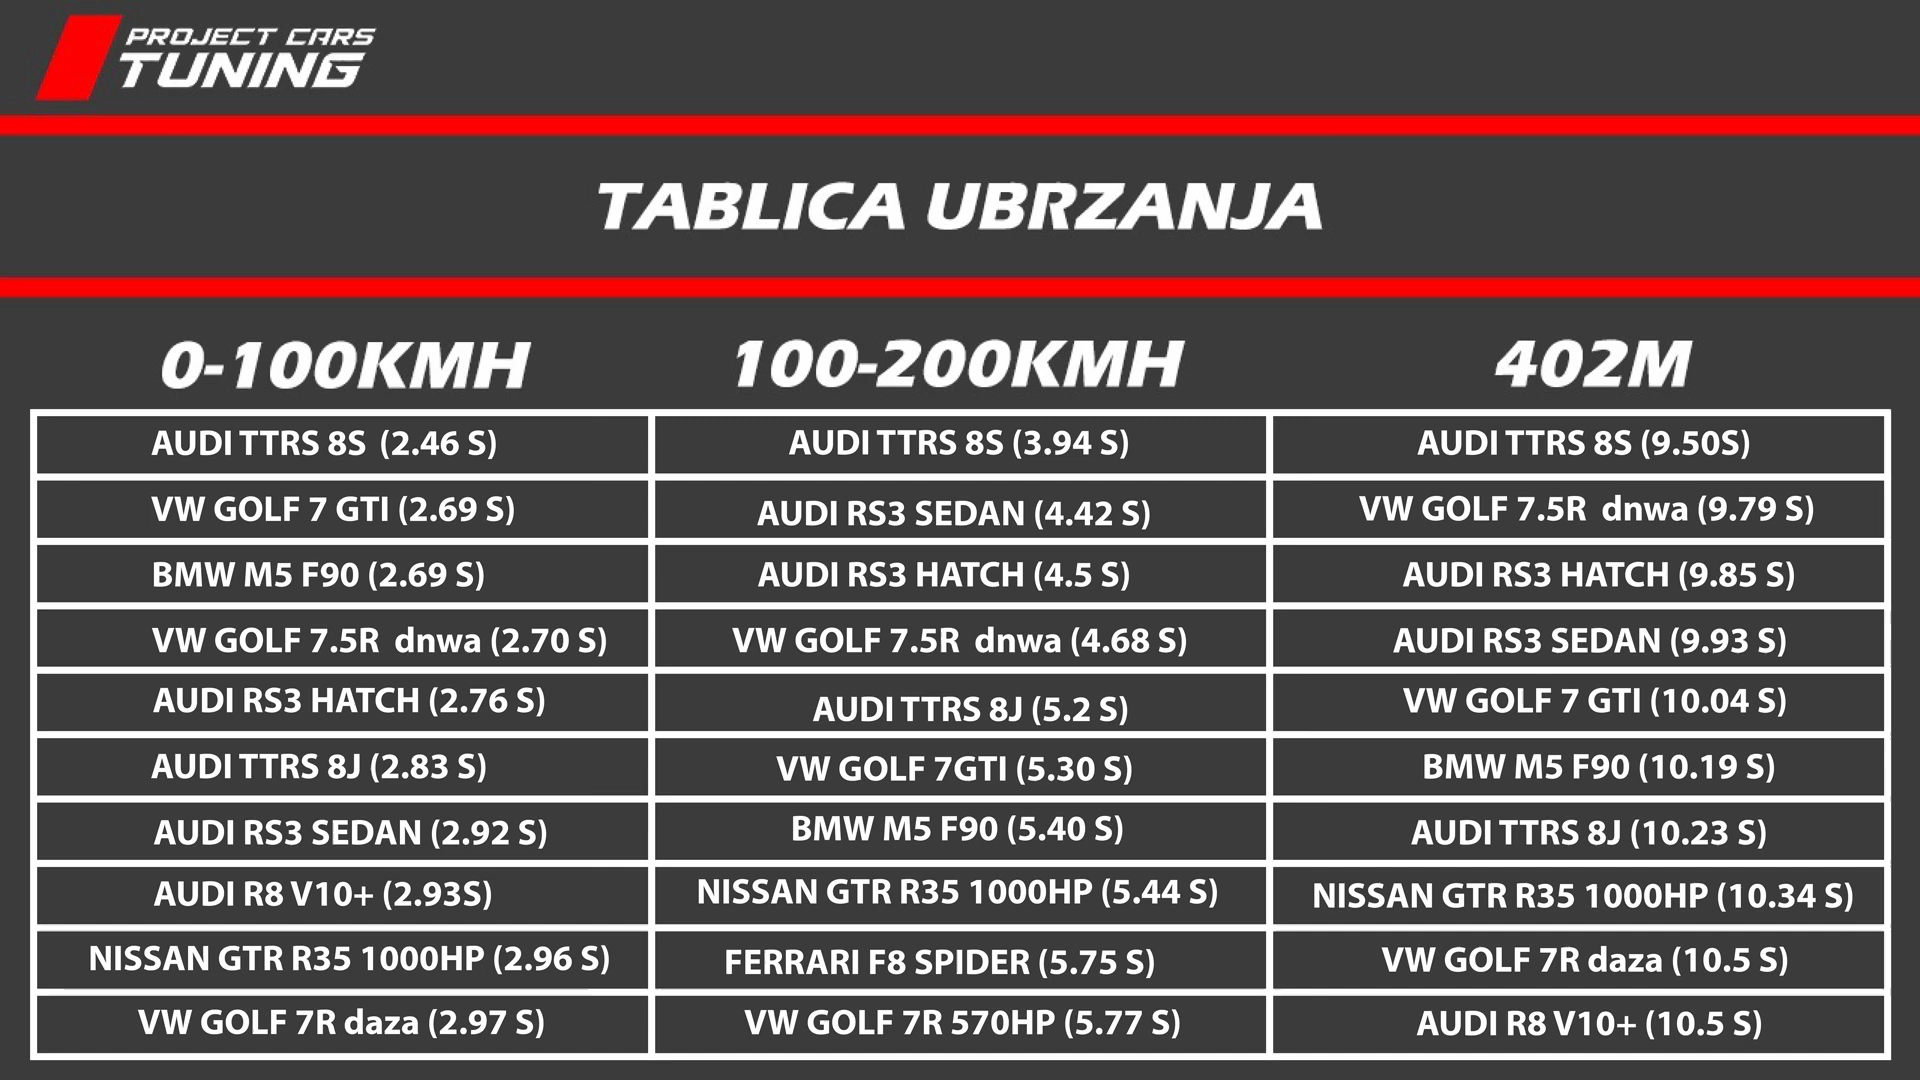 PROJECT CARS
TUNING
TABLICA UBRZANJA
0-100KMH 100-200KMH 402M
AUDI TTRS 8S (2.46 S) AUDI TTRS 8S (3.94 S) AUDI TTRS 8S (9.50S)
VW GOLF 7 GTI (2.69 S) AUDI RS3 SEDAN (4.42 S) VW GOLF 7.5R dnwa (9.79 S)
BMW M5 F90 (2.69 S) AUDI RS3 HATCH (4.5 S) AUDI RS3 HATCH (9.85 S)
VW GOLF 7.5R dnwa (2.70 S) VW GOLF 7.5R dnwa (4.68 S) AUDI RS3 SEDAN (9.93 S)
AUDI RS3 HATCH (2.76 S) AUDI TTRS 8J (5.2 S) VW GOLF 7 GTI (10.04 S)
AUDI TTRS 8J (2.83 S) VW GOLF 7GTI (5.30 S) BMW M5 F90 (10.19 S)
AUDI RS3 SEDAN (2.92 S) BMW M5 F90 (5.40 S) AUDI TTRS 8J (10.23 S)
AUDI R8 V10+ (2.93S) NISSAN GTR R35 1000HP (5.44 S) NISSAN GTR R35 1000HP (10.34 S)
NISSAN GTR R35 1000HP (2.96 S) FERRARI F8 SPIDER (5.75 S) VW GOLF 7R daza (10.5 S)
VW GOLF 7R daza (2.97 S) VW GOLF 7R 570HP (5.77 S) AUDI R8 V10+ (10.5 S)